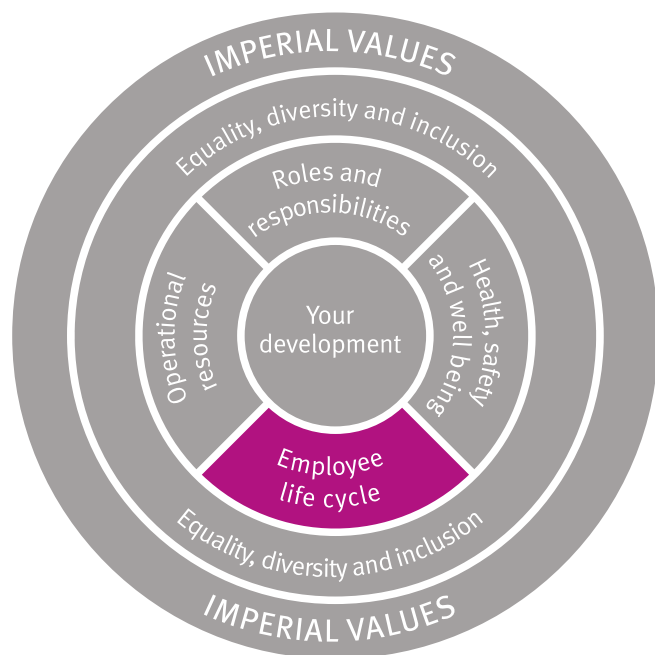 IMPERIAL VALUES
Equality, diversity and inclusion
Roles and
responsibilities
Operational
resources
Your
development
Health, safety
and well being
Employee
life cycle
Equality, diversity and inclusion
IMPERIAL VALUES